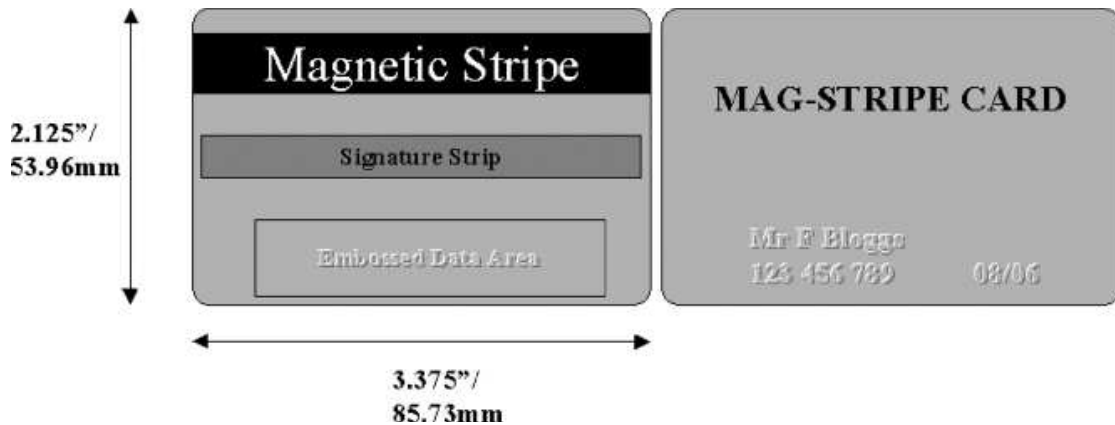 Magnetic Stripe
MAG-STRIPE CARD
2.125”/
53.96mm
Signature Strip
Embossed Data Area
Mr F Bloggs
123 456 789 08/06
3.375”/
85.73mm